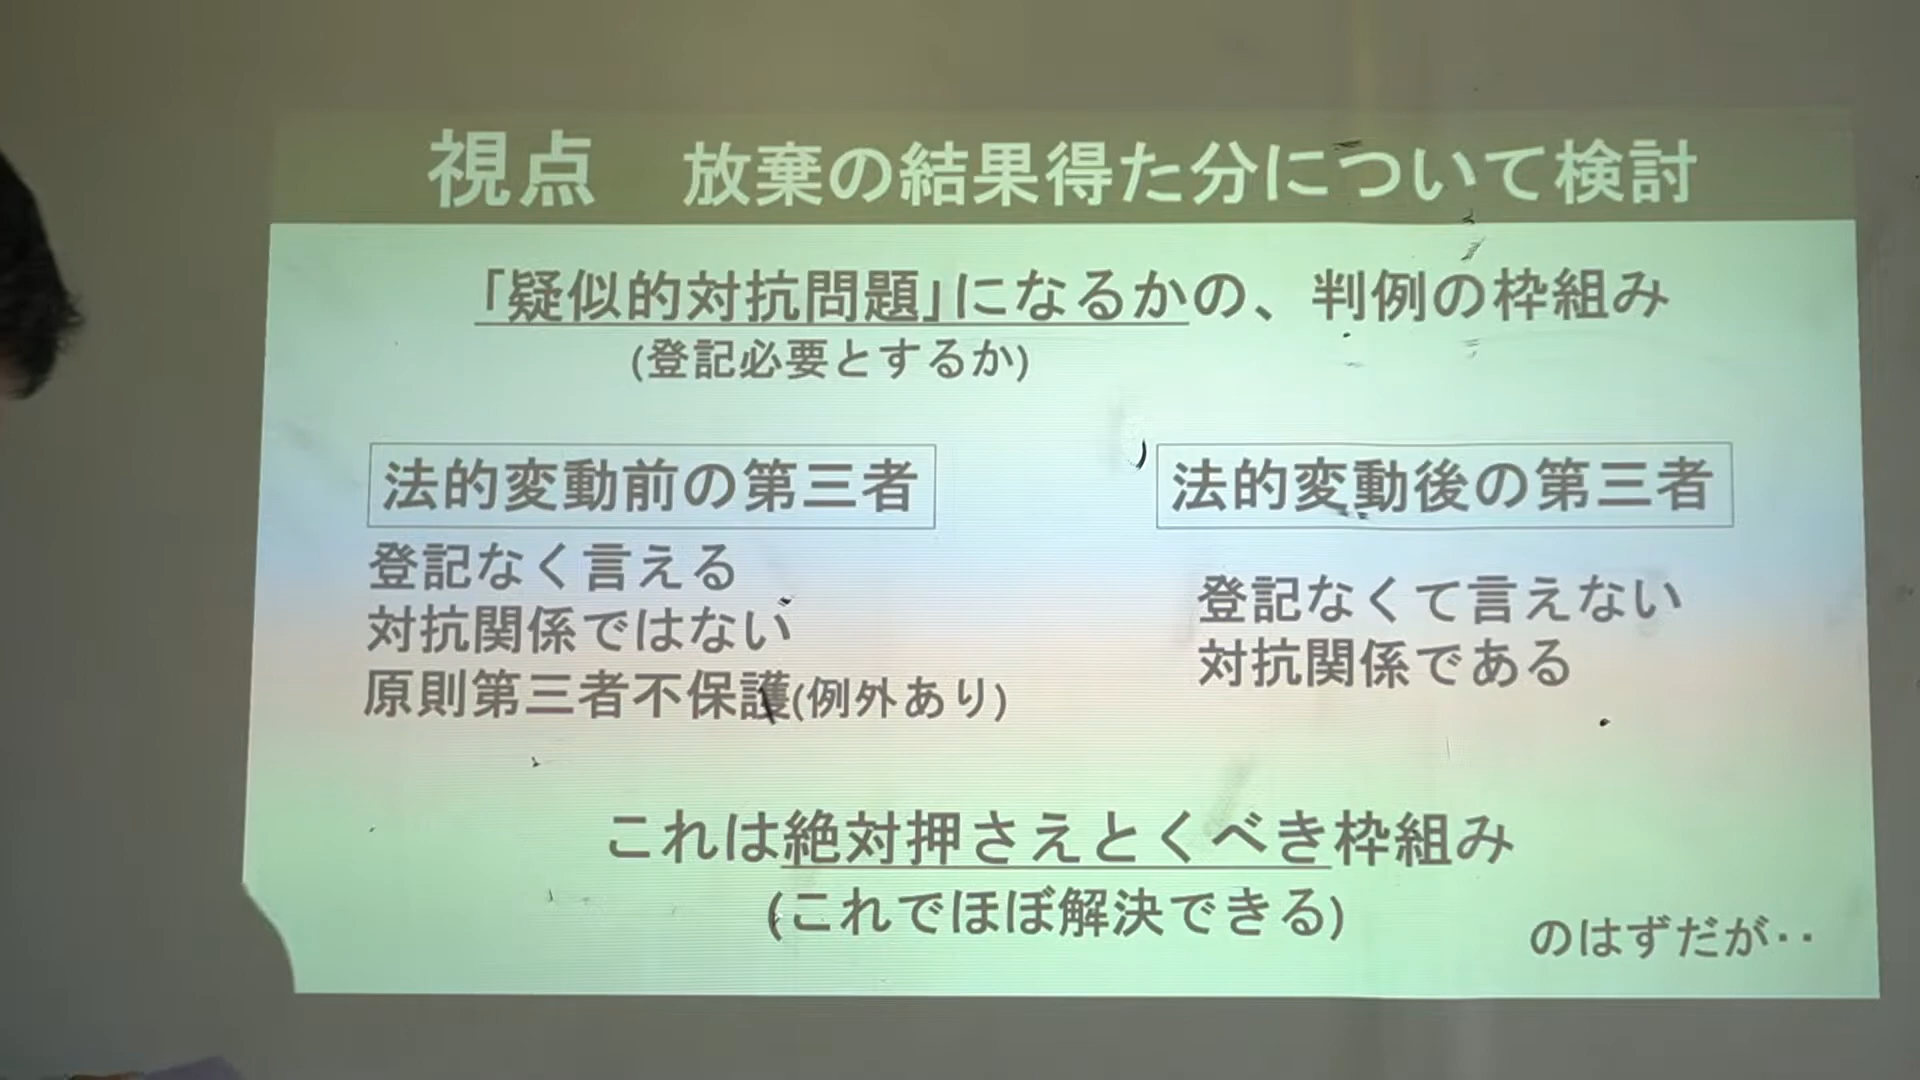 視点　放棄の結果得た分について検討
「疑似的対抗問題」になるかの、判例の枠組み
(登記必要とするか)
法的変動前の第三者
登記なく言える
対抗関係ではない
原則第三者不保護(例外あり)
法的変動後の第三者
登記なくて言えない
対抗関係である
これは絶対押さえとくべき枠組み
(これでほぼ解決できる)
のはずだが‥